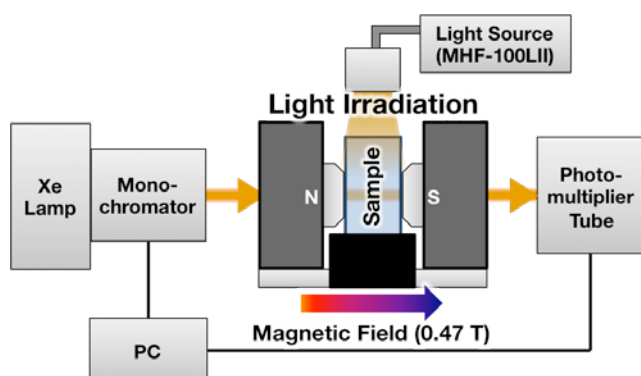 Light Source
(MHF-100LII)
Light Irradiation
Xe
Lamp
Mono-
chromator
N
Sample
S
Photo-
multiplier
Tube
Magnetic Field (0.47 T)
PC